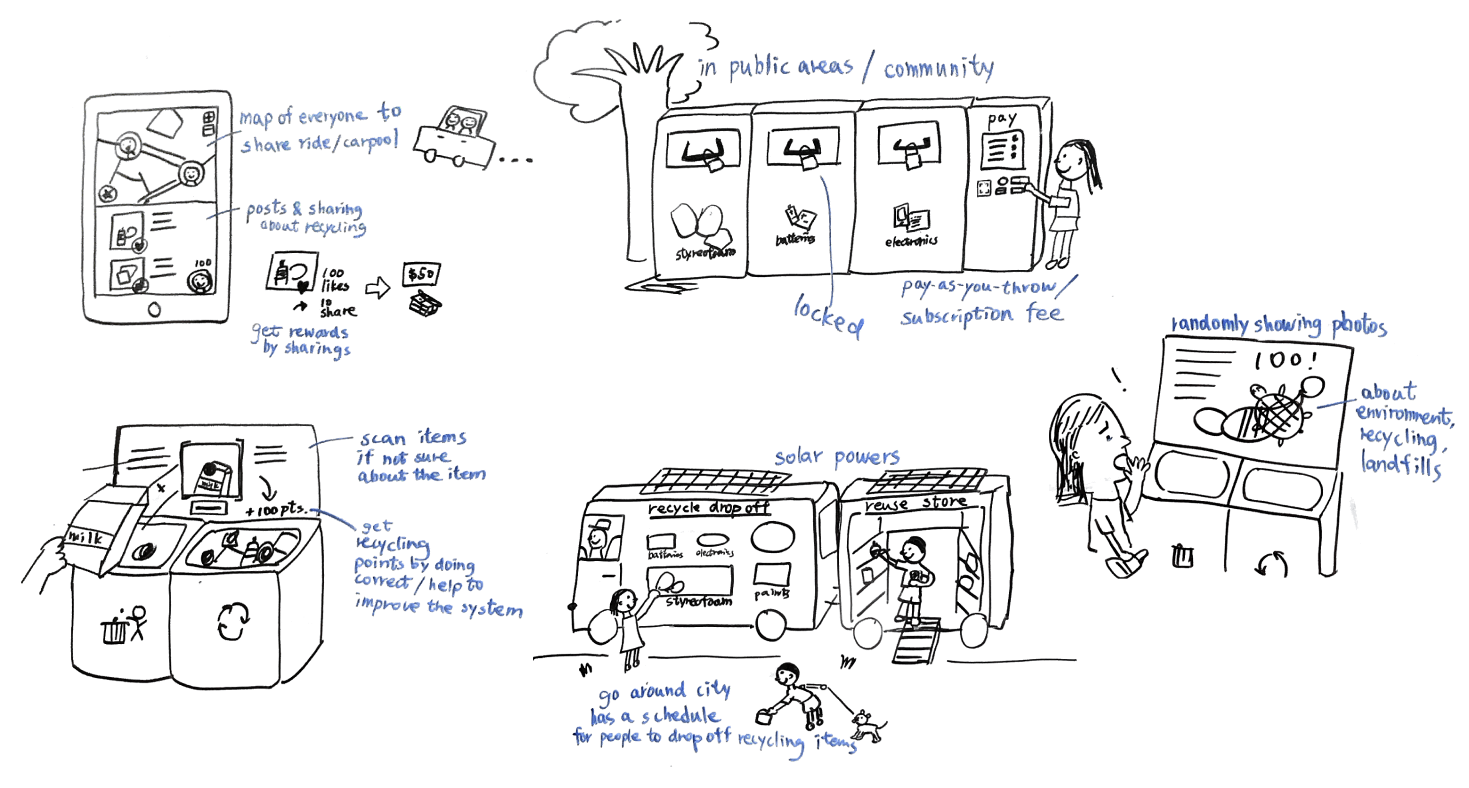 map of everyone to
share ride/carpool
posts & sharing
about recycling
100
100
likes
10
share
$50
get rewards
by sharings
in public areas / community
pay
styreofoam
batteries
electronics
locked
pay-as-you-throw/
subscription fee
randomly showing photos
100!
about
environment,
recycling,
landfills
scan items
if not sure
about the item
milk
+100 pts.
milk
get
recycling
points by doing
correct/help to
improve the system
solar powers
recycle drop off
reuse store
batteries
electronics
styreofoam
paints
go around city
has a schedule
for people to drop off recycling items